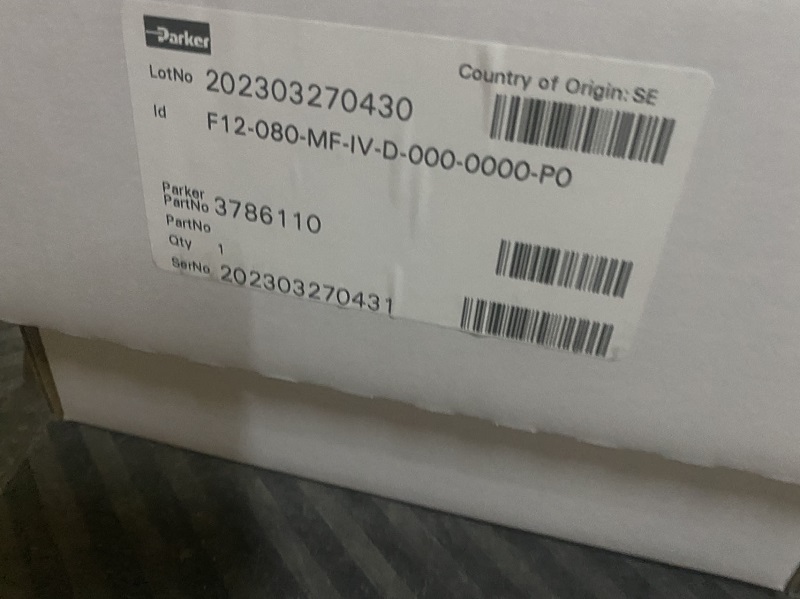 Parker
Country of Origin: SE
LotNo 202303270430
Id F12-080-MF-IV-D-000-0000-P0
Parker
PartNo 3786110
PartNo
Qty 1
SerNo 202303270431